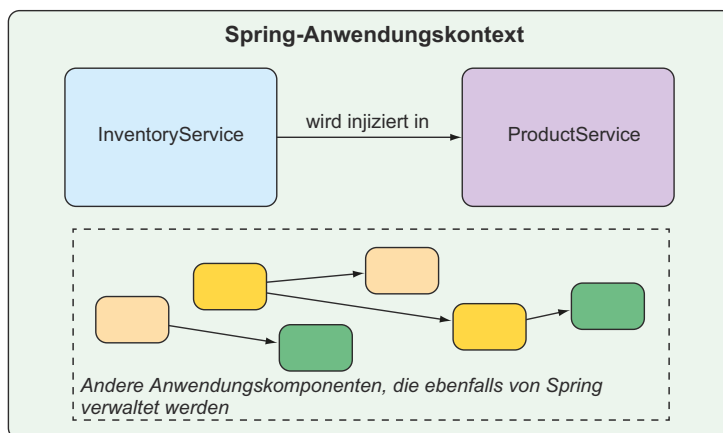 Spring-Anwendungskontext
InventoryService
wird injiziert in
ProductService
Andere Anwendungskomponenten, die ebenfalls von Spring
verwaltet werden